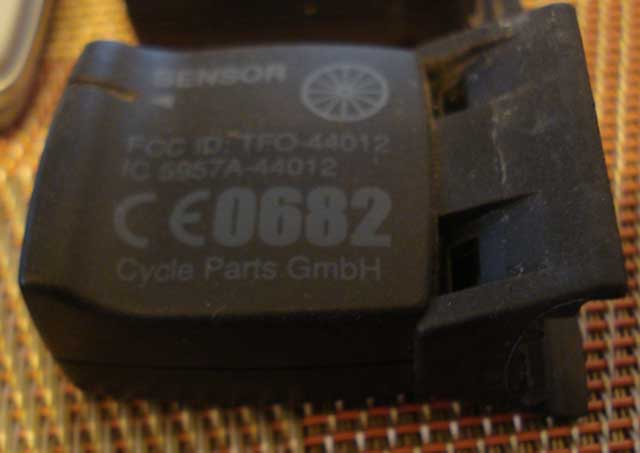 SENSOR
FCC ID: TFO-44012
IC 5957A-44012
CE0682
Cycle Parts GmbH